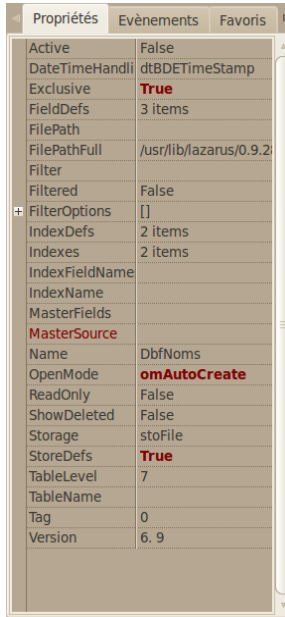 Propriétés Evènements Favoris
Active False
DateTimeHandli dtBDETimeStamp
Exclusive True
FieldDefs 3 items
FilePath
FilePathFull /usr/lib/lazarus/0.9.28
Filter
Filtered False
FilterOptions []
IndexDefs 2 items
Indexes 2 items
IndexFieldName
IndexName
MasterFields
MasterSource
Name DbfNoms
OpenMode omAutoCreate
ReadOnly False
ShowDeleted False
Storage stoFile
StoreDefs True
TableLevel 7
TableName
Tag 0
Version 6. 9